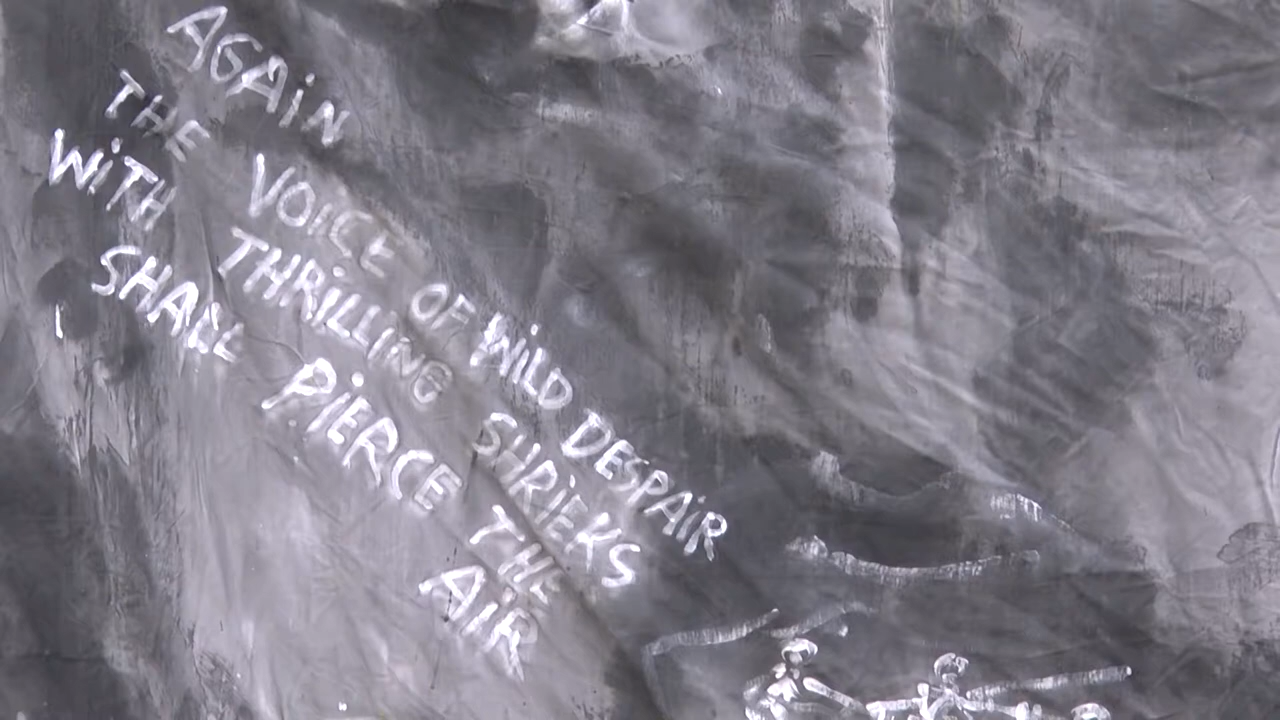 AGAiN
THE VOICE OF WiLD DESPAiR
WiTH THRiLLING SHRiEKS
SHALL PiERCE THE
AiR